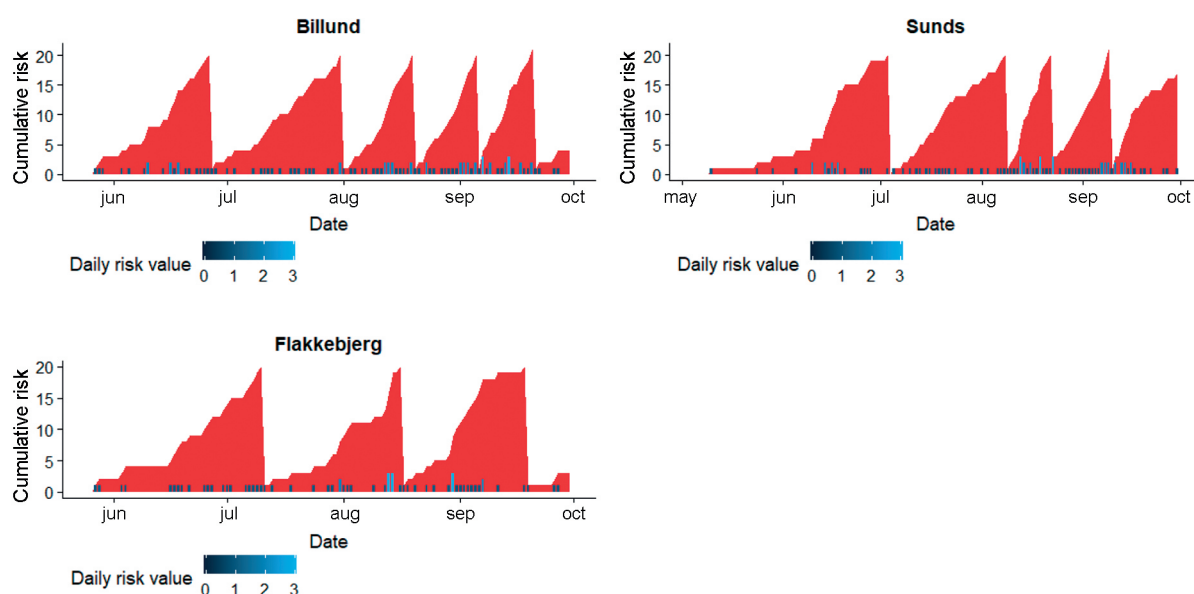 Billund
Cumulative risk
20
15
10
5
0
jun jul aug sep oct
Date
Daily risk value
0 1 2 3
Sunds
Cumulative risk
20
15
10
5
0
may jun jul aug sep oct
Date
Daily risk value
0 1 2 3
Flakkebjerg
Cumulative risk
20
15
10
5
0
jun jul aug sep oct
Date
Daily risk value
0 1 2 3